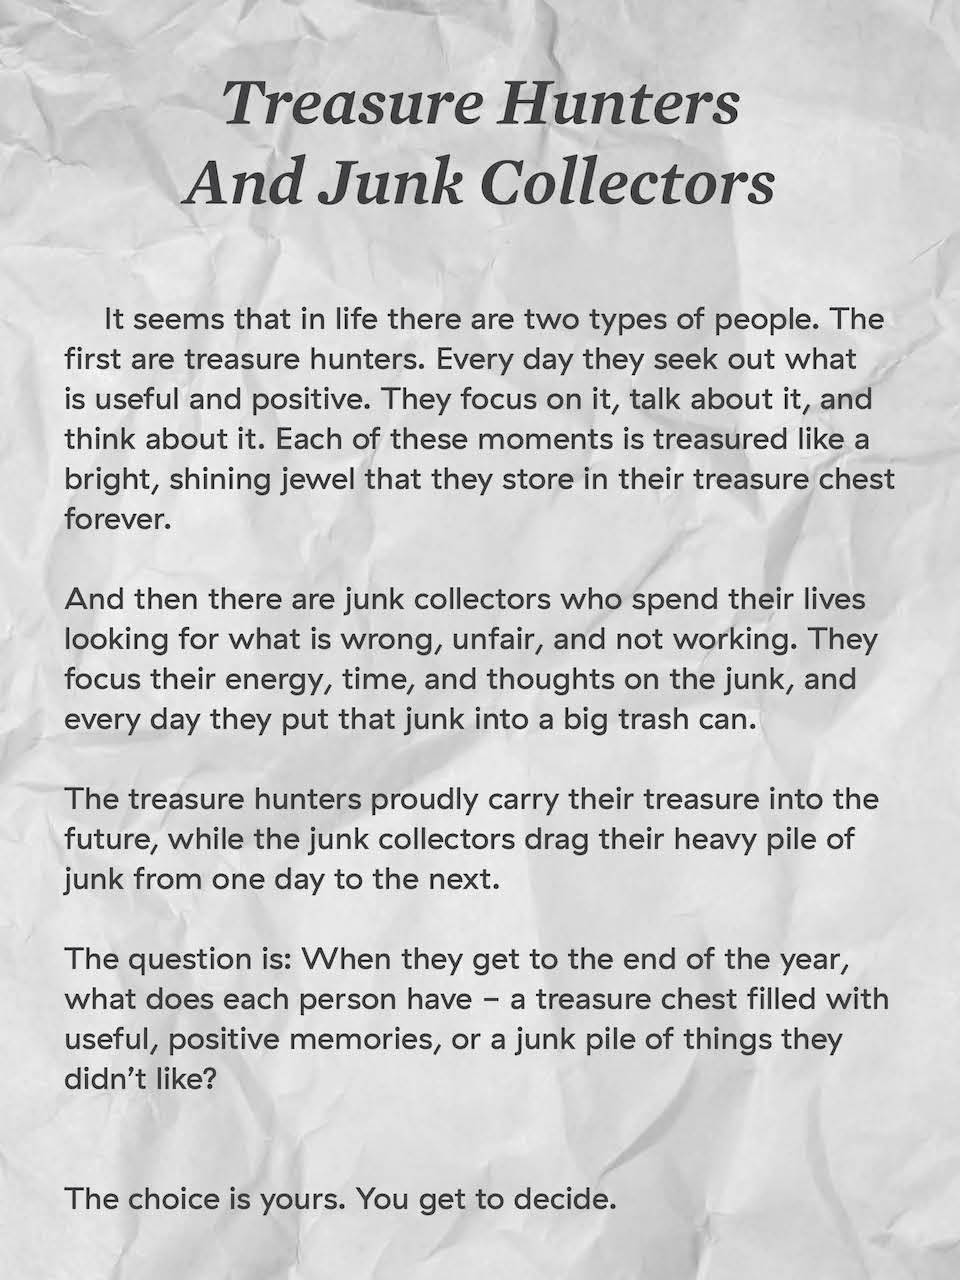 Treasure Hunters
And Junk Collectors
It seems that in life there are two types of people. The
first are treasure hunters. Every day they seek out what
is useful and positive. They focus on it, talk about it, and
think about it. Each of these moments is treasured like a
bright, shining jewel that they store in their treasure chest
forever.
And then there are junk collectors who spend their lives
looking for what is wrong, unfair, and not working. They
focus their energy, time, and thoughts on the junk, and
every day they put that junk into a big trash can.
The treasure hunters proudly carry their treasure into the
future, while the junk collectors drag their heavy pile of
junk from one day to the next.
The question is: When they get to the end of the year,
what does each person have – a treasure chest filled with
useful, positive memories, or a junk pile of things they
didn’t like?
The choice is yours. You get to decide.